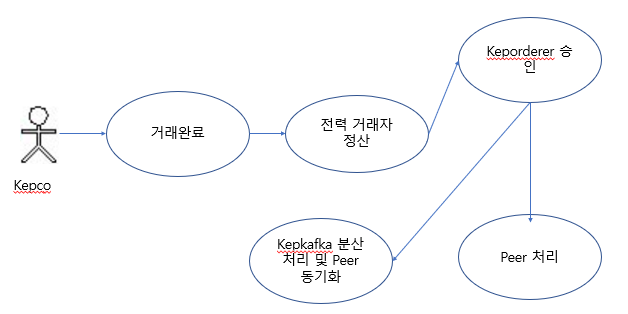 Keporderer 승
인
거래완료
전력 거래자
정산
Kepco
Kepkafka 분산
처리 및 Peer
동기화
Peer 처리